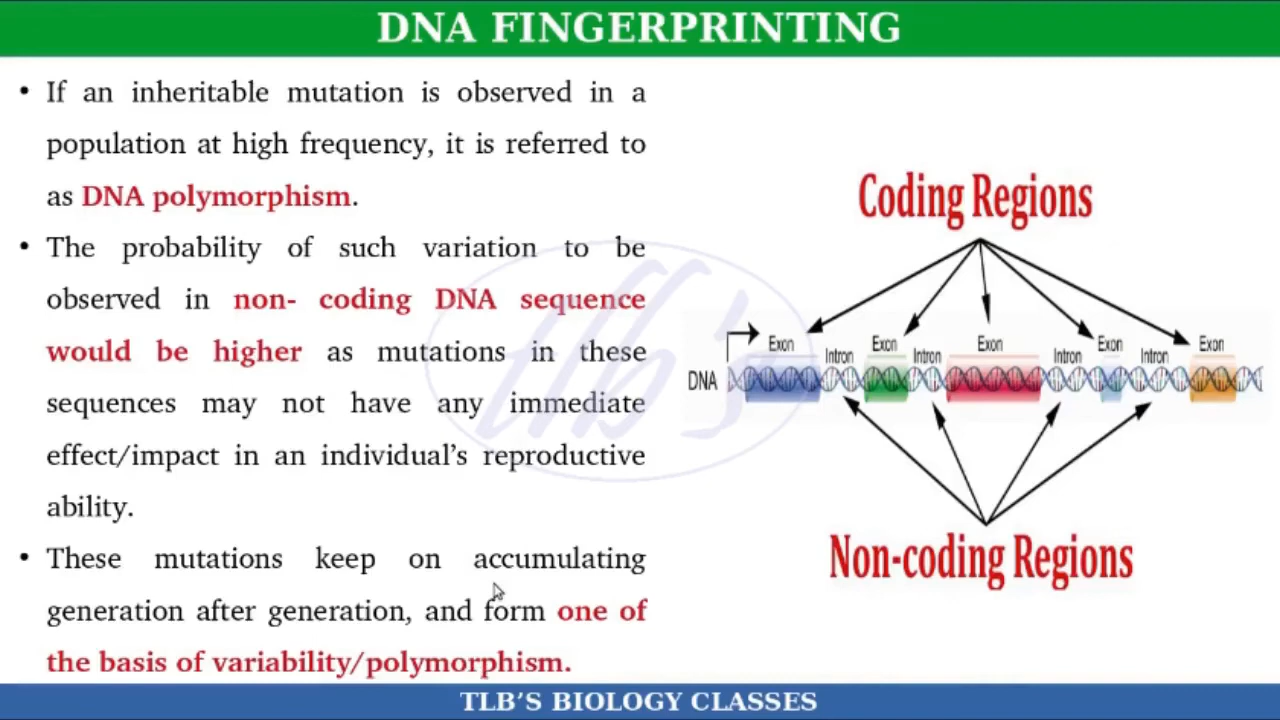 DNA FINGERPRINTING
• If an inheritable mutation is observed in a
population at high frequency, it is referred to
as DNA polymorphism.
• The probability of such variation to be
observed in non- coding DNA sequence
would be higher as mutations in these
sequences may not have any immediate
effect/impact in an individual’s reproductive
ability.
• These mutations keep on accumulating
generation after generation, and form one of
the basis of variability/polymorphism.
tlb's
Coding Regions
Exon Intron Exon Intron Exon Intron Exon Intron Exon
DNA
Non-coding Regions
TLB’S BIOLOGY CLASSES